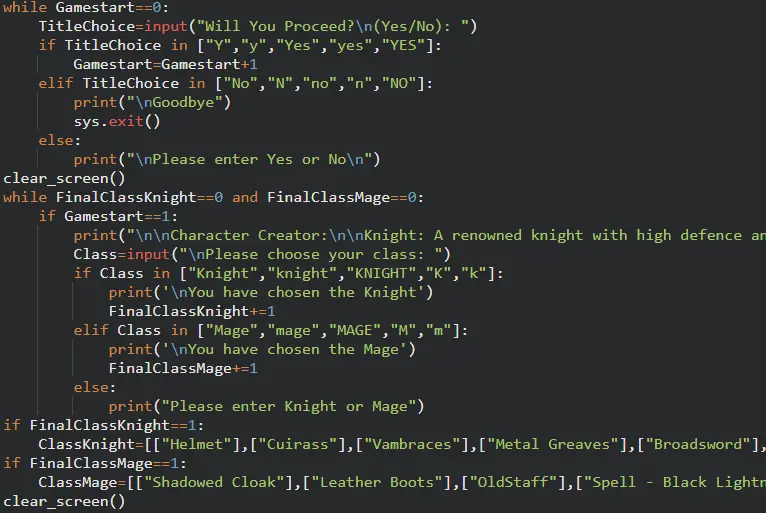 while Gamestart==0:
    TitleChoice=input("Will You Proceed?\n(Yes/No): ")
    if TitleChoice in ["Y","y","Yes","yes","YES"]:
        Gamestart=Gamestart+1
    elif TitleChoice in ["No","N","no","n","NO"]:
        print("\nGoodbye")
        sys.exit()
    else:
        print("\nPlease enter Yes or No\n")
clear_screen()
while FinalClassKnight==0 and FinalClassMage==0:
    if Gamestart==1:
        print("\n\nCharacter Creator:\n\nKnight: A renowned knight with high defence an
        Class=input("\nPlease choose your class: ")
        if Class in ["Knight","knight","KNIGHT","K","k"]:
            print('\nYou have chosen the Knight')
            FinalClassKnight+=1
        elif Class in ["Mage","mage","MAGE","M","m"]:
            print('\nYou have chosen the Mage')
            FinalClassMage+=1
        else:
            print("Please enter Knight or Mage")
if FinalClassKnight==1:
    ClassKnight=[["Helmet"],["Cuirass"],["Vambraces"],["Metal Greaves"],["Broadsword"],
if FinalClassMage==1:
    ClassMage=[["Shadowed Cloak"],["Leather Boots"],["OldStaff"],["Spell - Black Lightn
clear_screen()